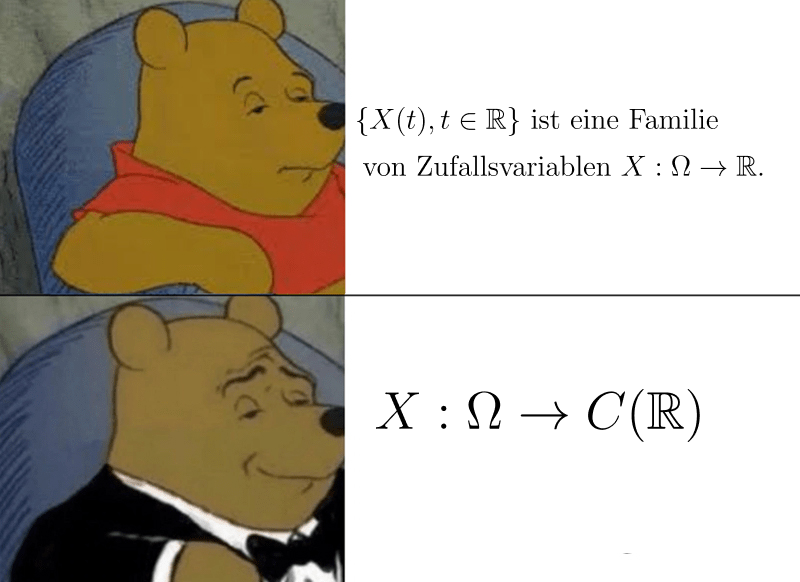 {X(t), t ∈ ℝ} ist eine Familie
von Zufallsvariablen X : Ω → ℝ.
X : Ω → C(ℝ)